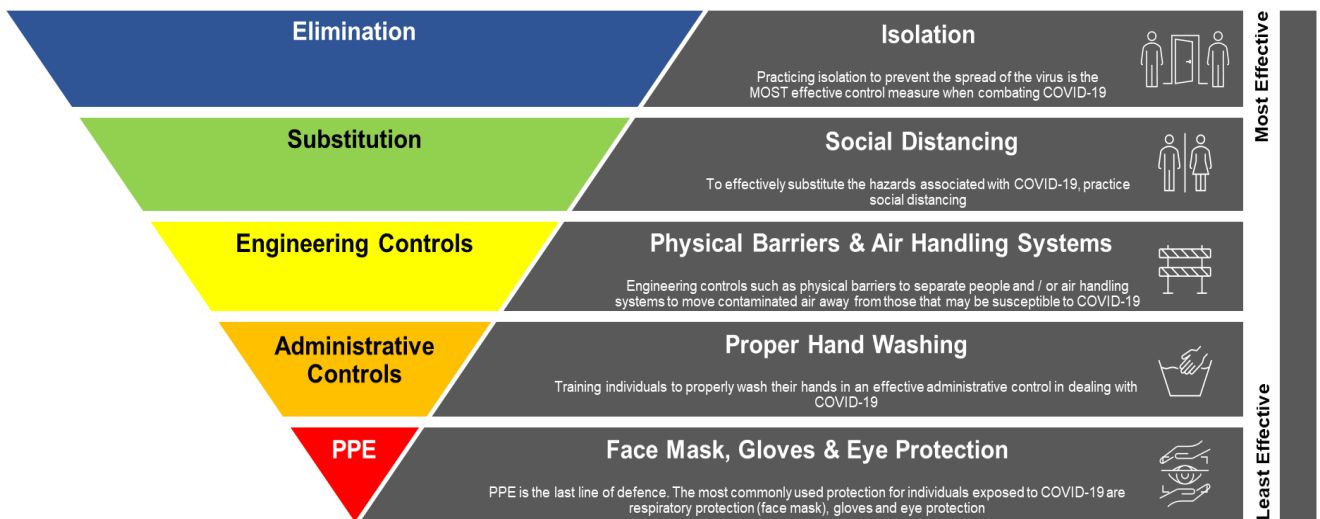 Elimination
Isolation
Practicing isolation to prevent the spread of the virus is the
MOST effective control measure when combating COVID-19
Substitution
Social Distancing
To effectively substitute the hazards associated with COVID-19, practice
social distancing
Engineering Controls
Physical Barriers & Air Handling Systems
Engineering controls such as physical barriers to separate people and / or air handling
systems to move contaminated air away from those that may be susceptible to COVID-19
Administrative
Controls
Proper Hand Washing
Training individuals to properly wash their hands in an effective administrative control in dealing with
COVID-19
PPE
Face Mask, Gloves & Eye Protection
PPE is the last line of defence. The most commonly used protection for individuals exposed to COVID-19 are
respiratory protection (face mask), gloves and eye protection
Most Effective
Least Effective